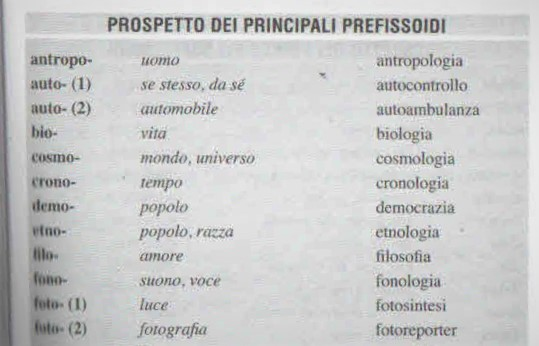 PROSPETTO DEI PRINCIPALI PREFISSOIDI
antropo- uomo antropologia
auto- (1) se stesso, da sé autocontrollo
auto- (2) automobile autoambulanza
bio- vita biologia
cosmo- mondo, universo cosmologia
crono- tempo cronologia
demo- popolo democrazia
etno- popolo, razza etnologia
filo- amore filosofia
fono- suono, voce fonologia
foto- (1) luce fotosintesi
foto- (2) fotografia fotoreporter